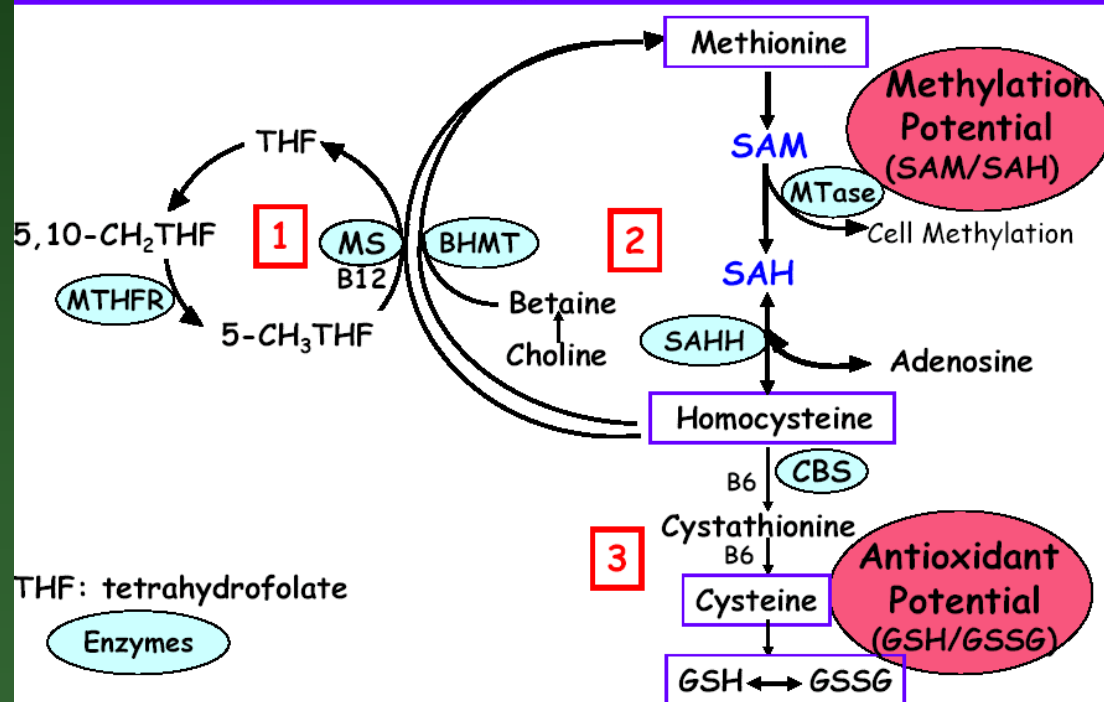 Methionine
Methylation
Potential
(SAM/SAH)
THF
SAM
MTase
5,10-CH₂THF
1
MS
BHMT
2
Cell Methylation
B12
SAH
MTHFR
Betaine
5-CH₃THF
Choline
SAHH
Adenosine
Homocysteine
B6
CBS
Cystathionine
B6
3
Antioxidant
Potential
(GSH/GSSG)
THF: tetrahydrofolate
Cysteine
Enzymes
GSH
GSSG